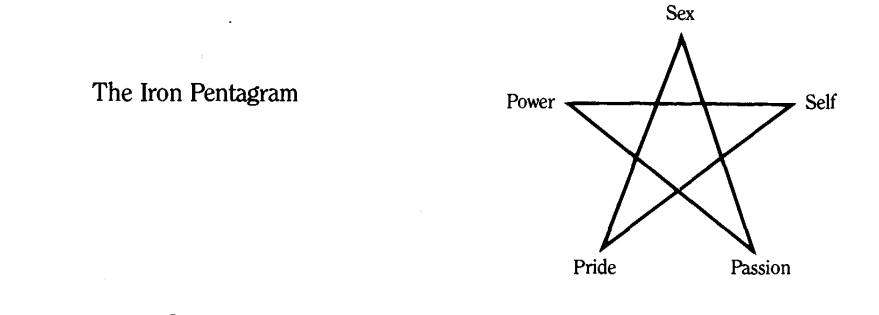 Sex
The Iron Pentagram
Power
Self
Pride
Passion